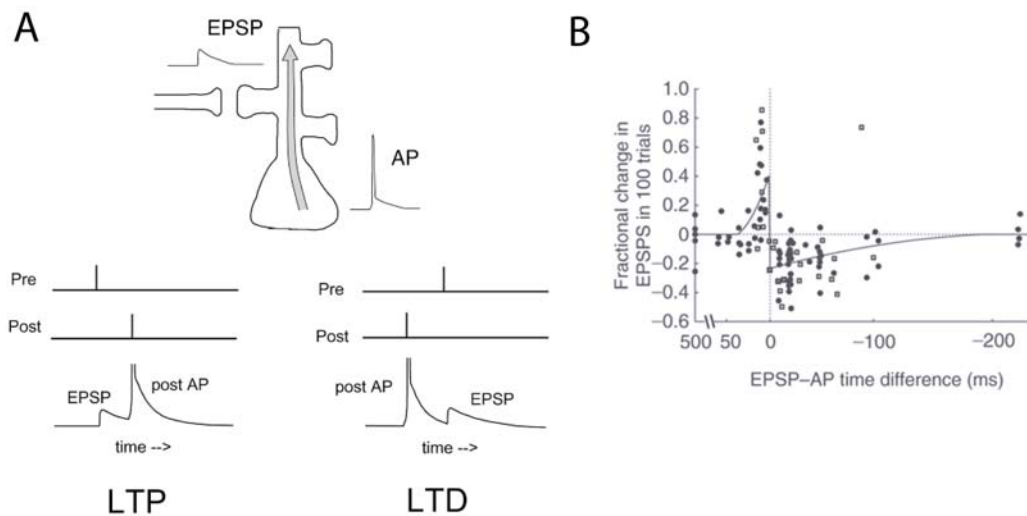 A
EPSP
AP
Pre
Post
EPSP
post AP
time -->
LTP
Pre
Post
post AP
EPSP
time -->
LTD
B
Fractional change in
EPSPS in 100 trials
1.0
0.8
0.6
0.4
0.2
0
−0.2
−0.4
−0.6
500 50 0 −100 −200
EPSP–AP time difference (ms)